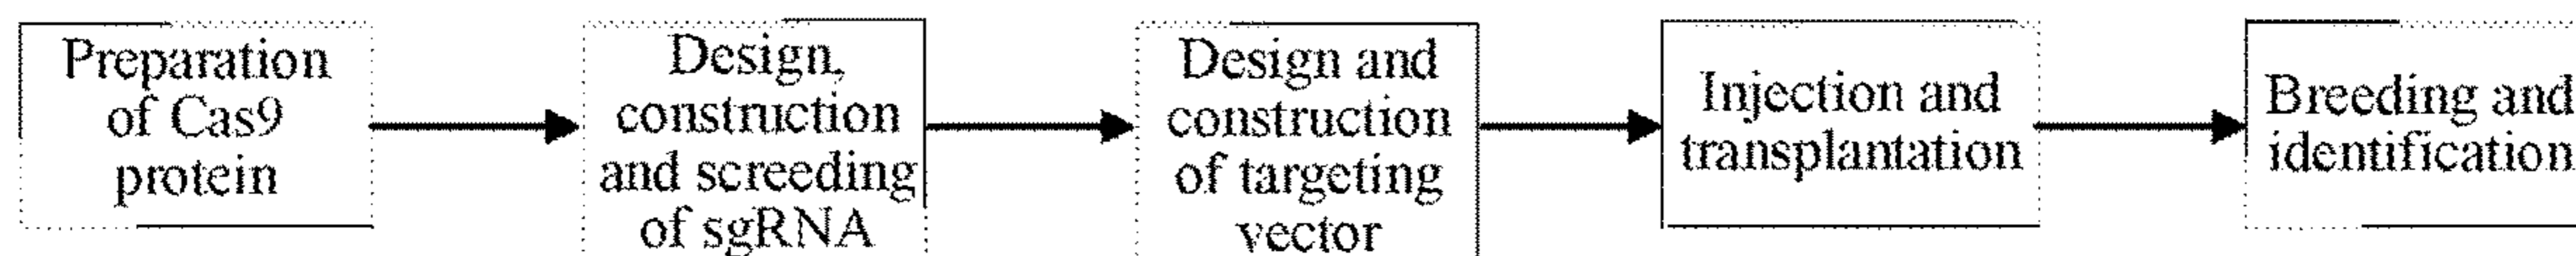 Preparation
of Cas9
protein
Design,
construction
and screeding
of sgRNA
Design and
construction
of targeting
vector
Injection and
transplantation
Breeding and
identification